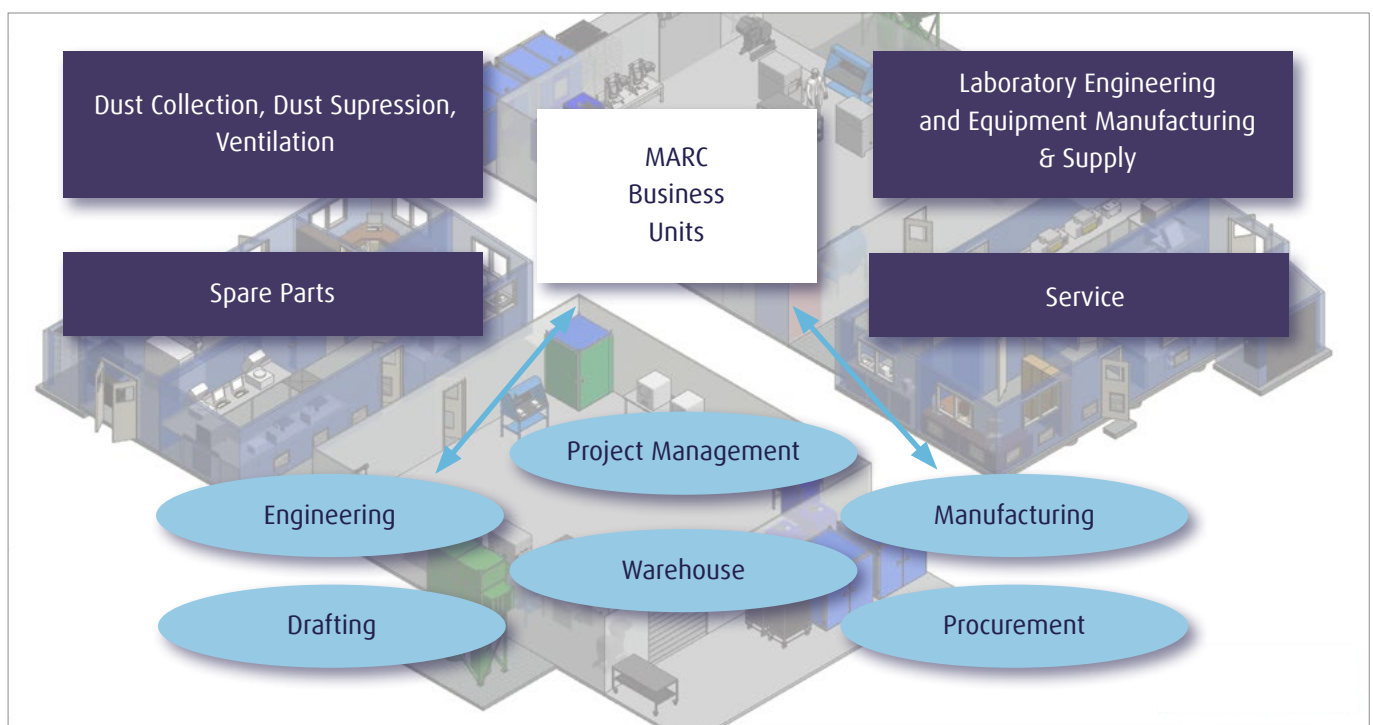 Dust Collection, Dust Supression,
Ventilation
MARC
Business
Units
Laboratory Engineering
and Equipment Manufacturing
& Supply
Spare Parts
Service
Project Management
Engineering
Manufacturing
Warehouse
Drafting
Procurement